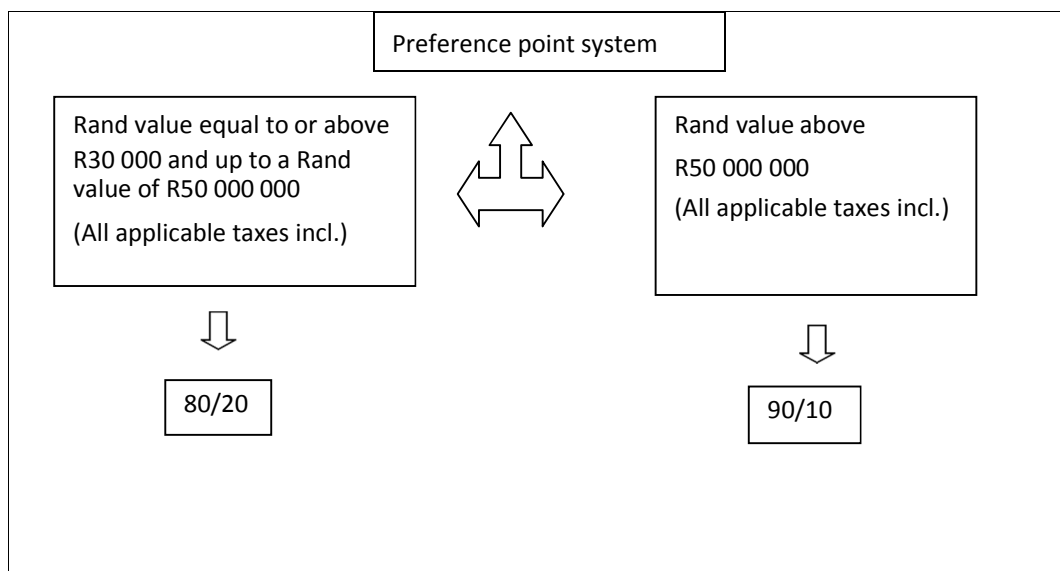 Preference point system
Rand value equal to or above
R30 000 and up to a Rand
value of R50 000 000
(All applicable taxes incl.)
80/20
Rand value above
R50 000 000
(All applicable taxes incl.)
90/10